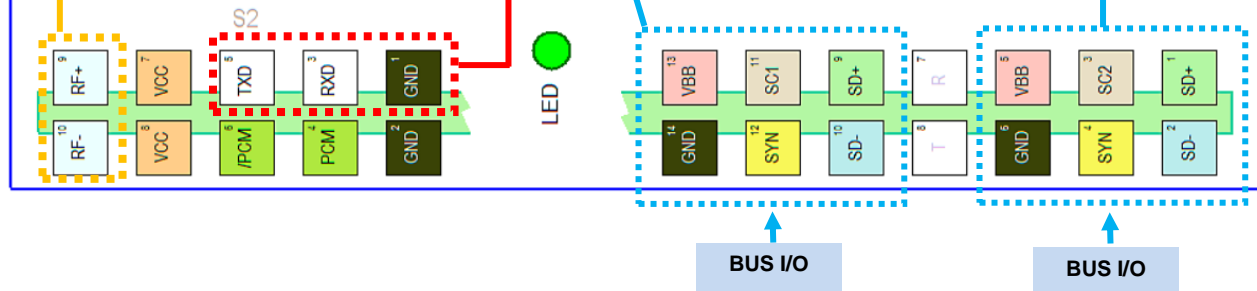 S2
9 RF+
7 VCC
5 TXD
3 RXD
1 GND
LED
13 VBB
11 SC1
9 SD+
7 R
5 VBB
3 SC2
1 SD+
10 RF-
8 VCC
6 /PCM
4 PCM
2 GND
14 GND
12 SYN
10 SD-
8 T
6 GND
4 SYN
2 SD-
BUS I/O
BUS I/O